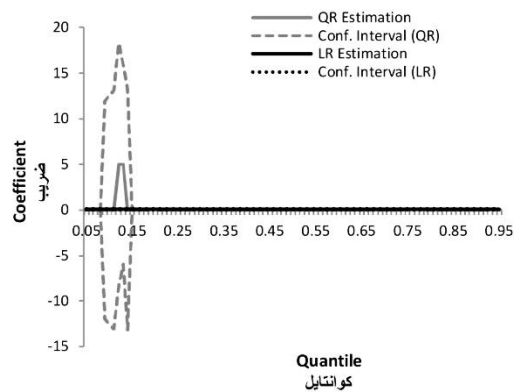 QR Estimation
Conf. Interval (QR)
LR Estimation
Conf. Interval (LR)
20
15
10
5
0
-5
-10
-15
Coefficient
ضریب
0.05 0.15 0.25 0.35 0.45 0.55 0.65 0.75 0.85 0.95
Quantile
کوانتایل